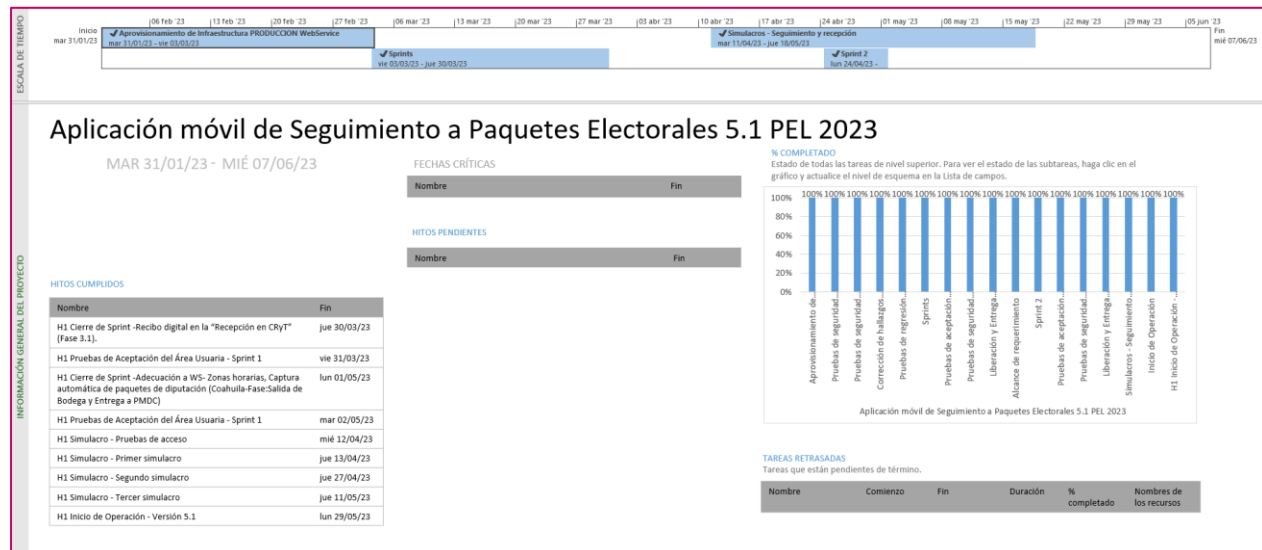 ESCALA DE TIEMPO
|06 feb '23 |13 feb '23 |20 feb '23 |27 feb '23 |06 mar '23 |13 mar '23 |20 mar '23 |27 mar '23 |03 abr '23 |10 abr '23 |17 abr '23 |24 abr '23 |01 may '23 |08 may '23 |15 may '23 |22 may '23 |29 may '23 |05 jun '23
Inicio
mar 31/01/23
✔Aprovisionamiento de Infraestructura PRODUCCION WebService
mar 31/01/23 - vie 03/03/23
✔Simulacros - Seguimiento y recepción
mar 11/04/23 - jue 18/05/23
Fin
mié 07/06/23
✔Sprints
vie 03/03/23 - jue 30/03/23
✔Sprint 2
lun 24/04/23 -
INFORMACIÓN GENERAL DEL PROYECTO
Aplicación móvil de Seguimiento a Paquetes Electorales 5.1 PEL 2023
MAR 31/01/23 - MIÉ 07/06/23
HITOS CUMPLIDOS
Nombre Fin
H1 Cierre de Sprint -Recibo digital en la "Recepción en CRyT" jue 30/03/23
(Fase 3.1).
H1 Pruebas de Aceptación del Área Usuaria - Sprint 1 vie 31/03/23
H1 Cierre de Sprint -Adecuación a WS- Zonas horarias, Captura lun 01/05/23
automática de paquetes de diputación (Coahuila-Fase:Salida de
Bodega y Entrega a PMDC)
H1 Pruebas de Aceptación del Área Usuaria - Sprint 1 mar 02/05/23
H1 Simulacro - Pruebas de acceso mié 12/04/23
H1 Simulacro - Primer simulacro jue 13/04/23
H1 Simulacro - Segundo simulacro jue 27/04/23
H1 Simulacro - Tercer simulacro jue 11/05/23
H1 Inicio de Operación - Versión 5.1 lun 29/05/23
FECHAS CRÍTICAS
Nombre Fin
HITOS PENDIENTES
Nombre Fin
% COMPLETADO
Estado de todas las tareas de nivel superior. Para ver el estado de las subtareas, haga clic en el
gráfico y actualice el nivel de esquema en la Lista de campos.
100% 100% 100% 100% 100% 100% 100% 100% 100% 100% 100% 100% 100% 100% 100% 100%
100%
80%
60%
40%
20%
0%
Aprovisionamiento de...
Pruebas de seguridad...
Pruebas de seguridad...
Corrección de hallazgos...
Pruebas de regresión...
Sprints
Pruebas de aceptación...
Pruebas de seguridad...
Liberación y Entrega...
Alcance de requerimiento
Sprint 2
Pruebas de aceptación...
Pruebas de seguridad...
Liberación y Entrega...
Simulacros - Seguimiento...
Inicio de Operación
H1 Inicio de Operación -...
Aplicación móvil de Seguimiento a Paquetes Electorales 5.1 PEL 2023
TAREAS RETRASADAS
Tareas que están pendientes de término.
Nombre Comienzo Fin Duración % completado Nombres de los recursos